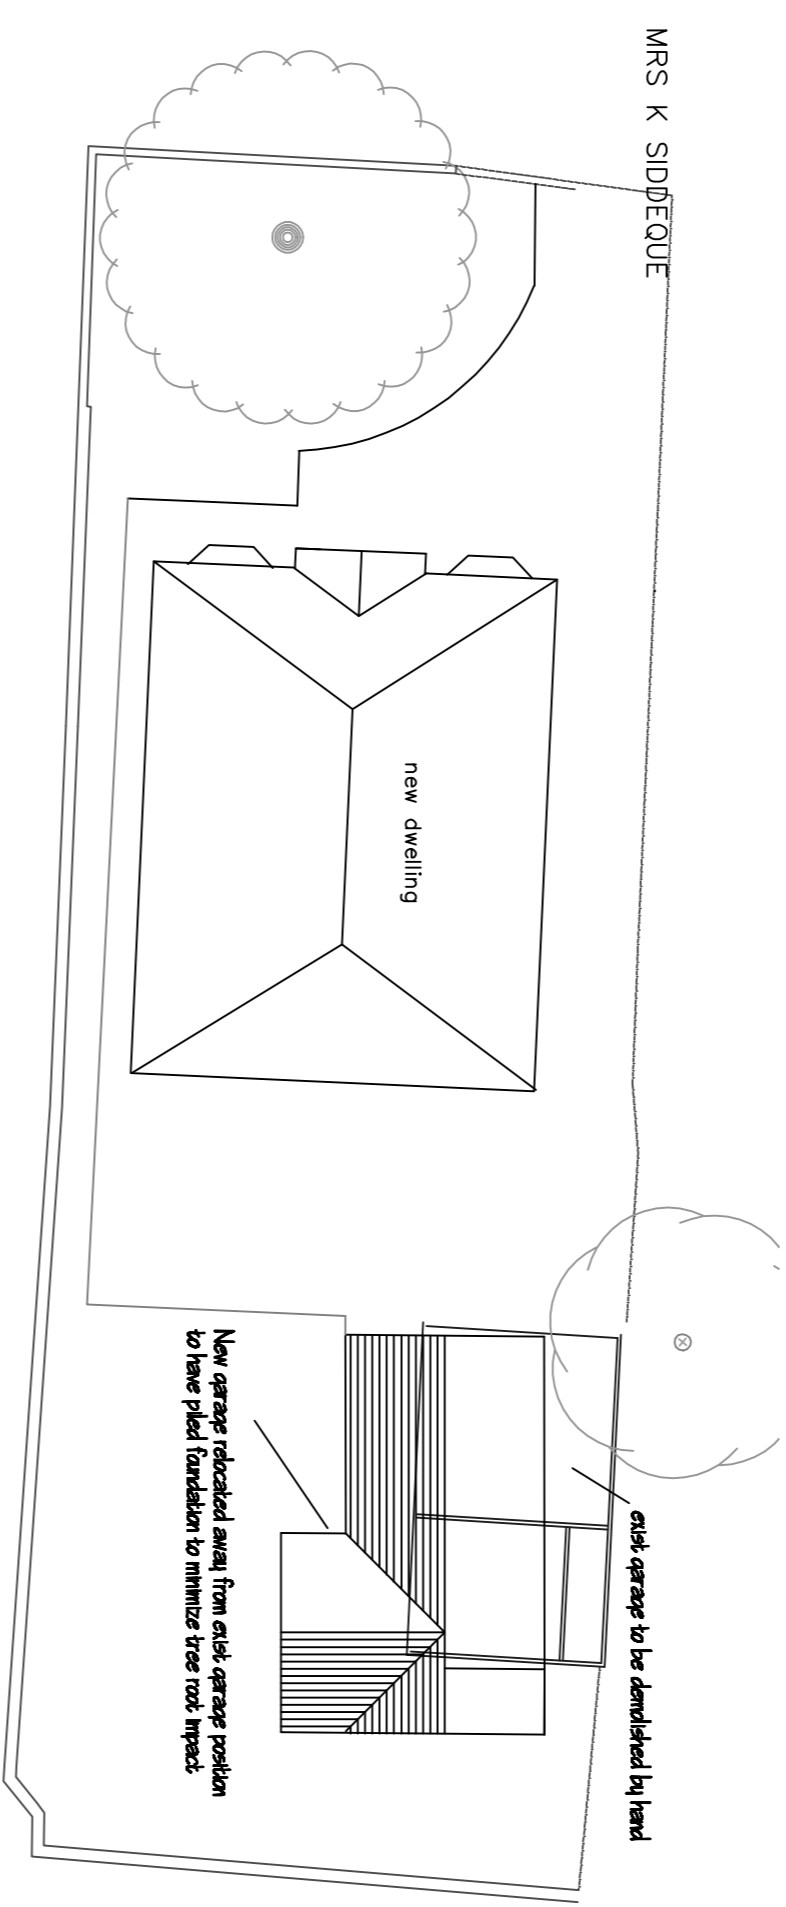 MRS K SIDDEQUE
new dwelling
exist garage to be demolished by hand
New garage relocated away from exist garage position
to have piled foundation to minimize tree root impact.